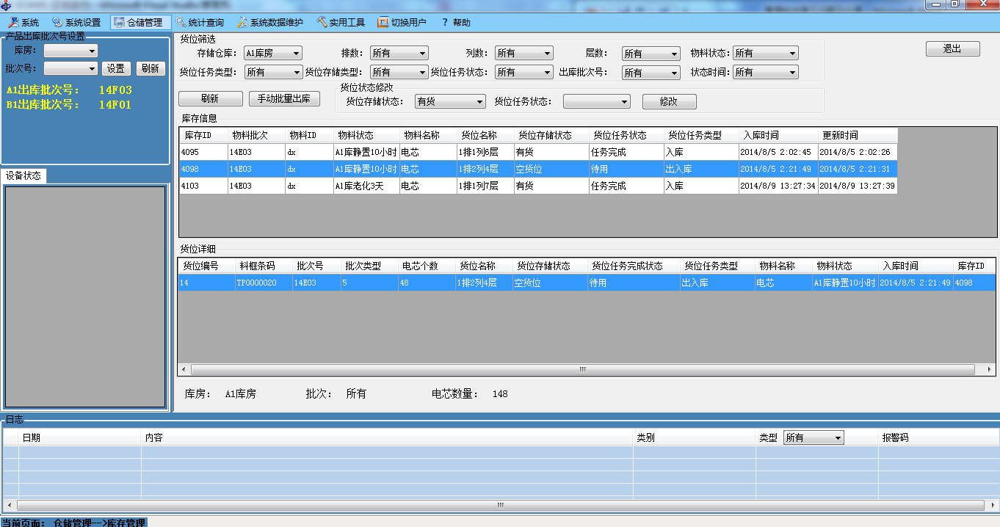 系统 系统设置 仓储管理 统计查询 系统数据维护 实用工具 切换用户 ? 帮助
产品出库批次号设置
库房：
批次号： 设置 刷新
A1出库批次号： 14F03
B1出库批次号： 14F01
设备状态
货位筛选
存储仓库： A1库房 排数： 所有 列数： 所有 层数： 所有 物料状态： 所有 退出
货位任务类型： 所有 货位存储类型： 所有 货位任务状态： 所有 出库批次号： 所有 状态时间： 所有
刷新 手动批量出库
货位状态修改
货位存储状态： 有货 货位任务状态： 修改
库存信息
库存ID 物料批次 物料ID 物料状态 物料名称 货位名称 货位存储状态 货位任务状态 货位任务类型 入库时间 更新时间
4095 14E03 dx A1库静置10小时 电芯 1排1列6层 有货 任务完成 入库 2014/8/5 2:02:45 2014/8/5 2:02:26
4098 14E03 dx A1库静置10小时 电芯 1排2列4层 空货位 待用 出入库 2014/8/5 2:21:49 2014/8/5 2:21:31
4103 14E03 dx A1库老化3天 电芯 1排1列7层 有货 任务完成 入库 2014/8/9 13:27:34 2014/8/9 13:27:39
货位详细
货位编号 料框条码 批次号 批次类型 电芯个数 货位名称 货位存储状态 货位任务完成状态 货位任务类型 物料名称 物料状态 入库时间 库存ID
14 TP0000020 14E03 5 48 1排2列4层 空货位 待用 出入库 电芯 A1库静置10小时 2014/8/5 2:21:49 4098
库房： A1库房 批次： 所有 电芯数量： 148
日志
日期 内容 类别 类型 所有 报警码
当前页面： 仓储管理-->库存管理